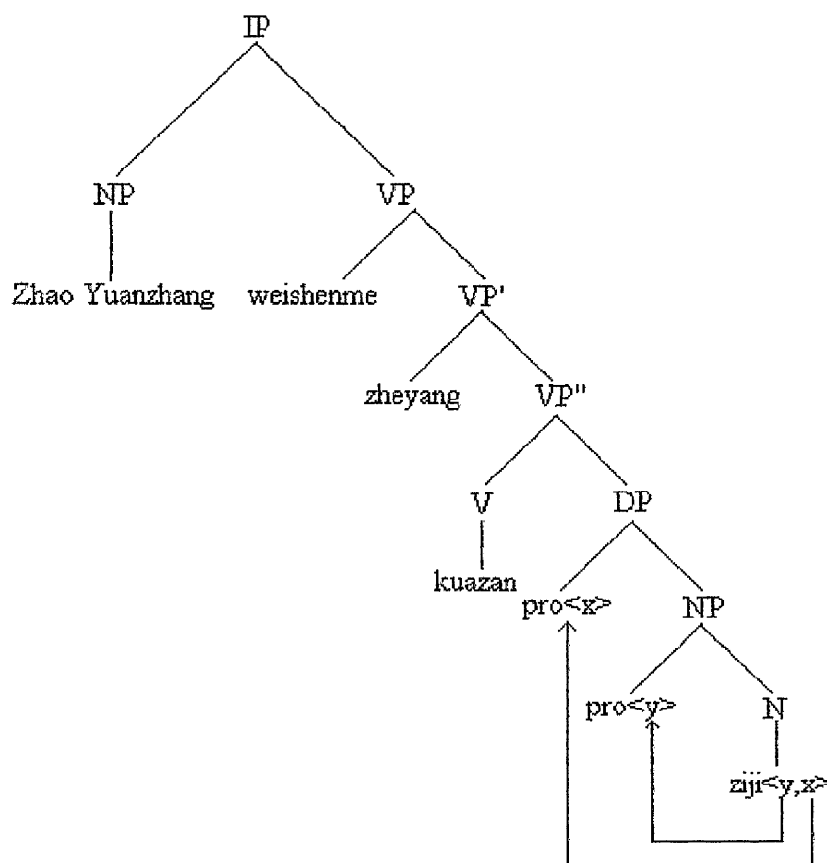 IP
NP VP
Zhao Yuanzhang weishenme VP'
zheyang VP"
V DP
kuazan pro<x> NP
pro<y> N
ziji<y,x>